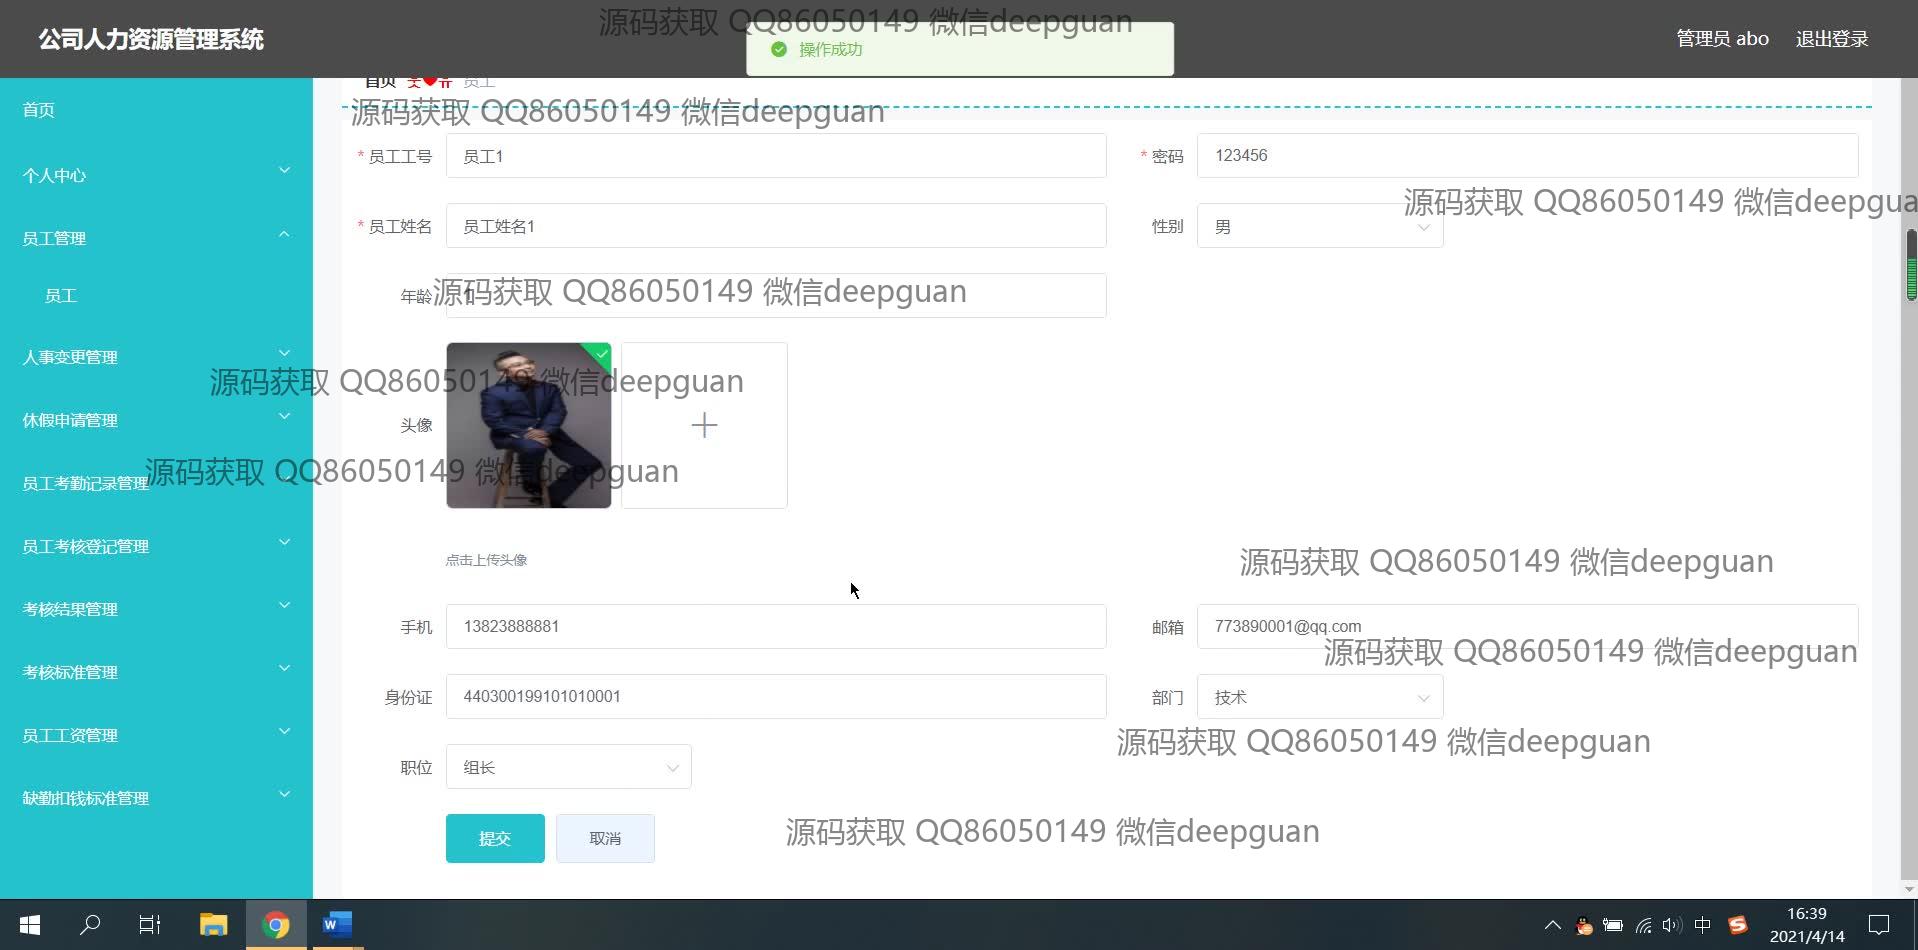 源码获取 QQ86050149 微信deepguan
公司人力资源管理系统
操作成功
管理员 abo
退出登录
首页
员工
源码获取 QQ86050149 微信deepguan
首页
个人中心
员工管理
员工
人事变更管理
休假申请管理
员工考勤记录管理
员工考核登记管理
考核结果管理
考核标准管理
员工工资管理
缺勤扣钱标准管理
* 员工工号
员工1
* 密码
123456
源码获取 QQ86050149 微信deepgua
* 员工姓名
员工姓名1
性别
男
年龄
源码获取 QQ86050149 微信deepguan
源码获取 QQ86050149 微信deepguan
头像
源码获取 QQ86050149 微信deepguan
点击上传头像
源码获取 QQ86050149 微信deepguan
手机
13823888881
邮箱
773890001@qq.com
源码获取 QQ86050149 微信deepguan
身份证
440300199101010001
部门
技术
源码获取 QQ86050149 微信deepguan
职位
组长
提交
取消
源码获取 QQ86050149 微信deepguan
中
16:39
2021/4/14